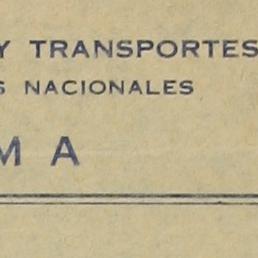 Y TRANSPORTES
S NACIONALES
M A